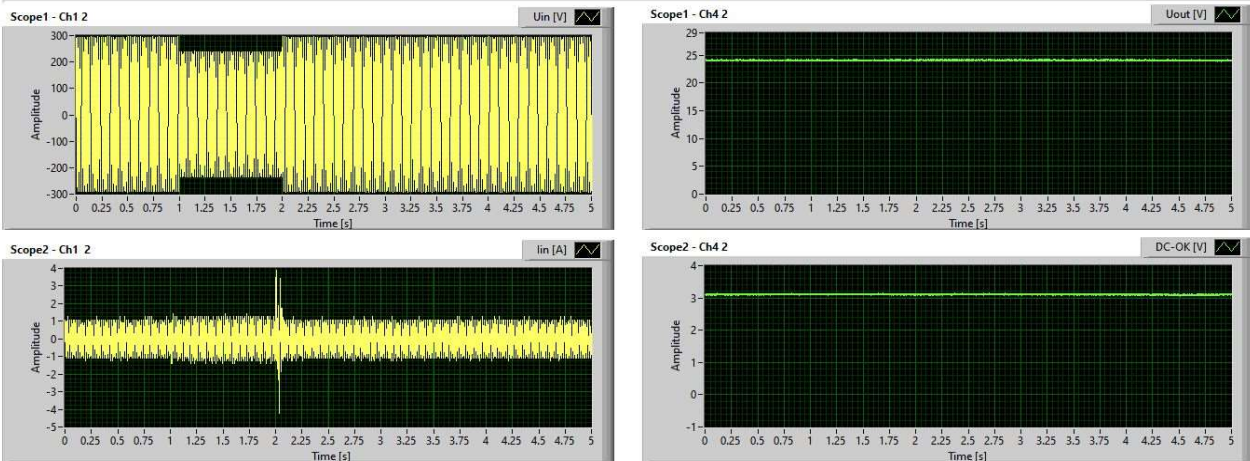 Scope1 - Ch1 2
Uin [V]
Amplitude
300
200
100
0
-100
-200
-300
0 0.25 0.5 0.75 1 1.25 1.5 1.75 2 2.25 2.5 2.75 3 3.25 3.5 3.75 4 4.25 4.5 4.75 5
Time [s]
Scope1 - Ch4 2
Uout [V]
Amplitude
29
25
20
15
10
5
0
0 0.25 0.5 0.75 1 1.25 1.5 1.75 2 2.25 2.5 2.75 3 3.25 3.5 3.75 4 4.25 4.5 4.75 5
Time [s]
Scope2 - Ch1 2
Iin [A]
Amplitude
4
3
2
1
0
-1
-2
-3
-4
-5
0 0.25 0.5 0.75 1 1.25 1.5 1.75 2 2.25 2.5 2.75 3 3.25 3.5 3.75 4 4.25 4.5 4.75 5
Time [s]
Scope2 - Ch4 2
DC-OK [V]
Amplitude
4
3
2
1
0
-1
0 0.25 0.5 0.75 1 1.25 1.5 1.75 2 2.25 2.5 2.75 3 3.25 3.5 3.75 4 4.25 4.5 4.75 5
Time [s]